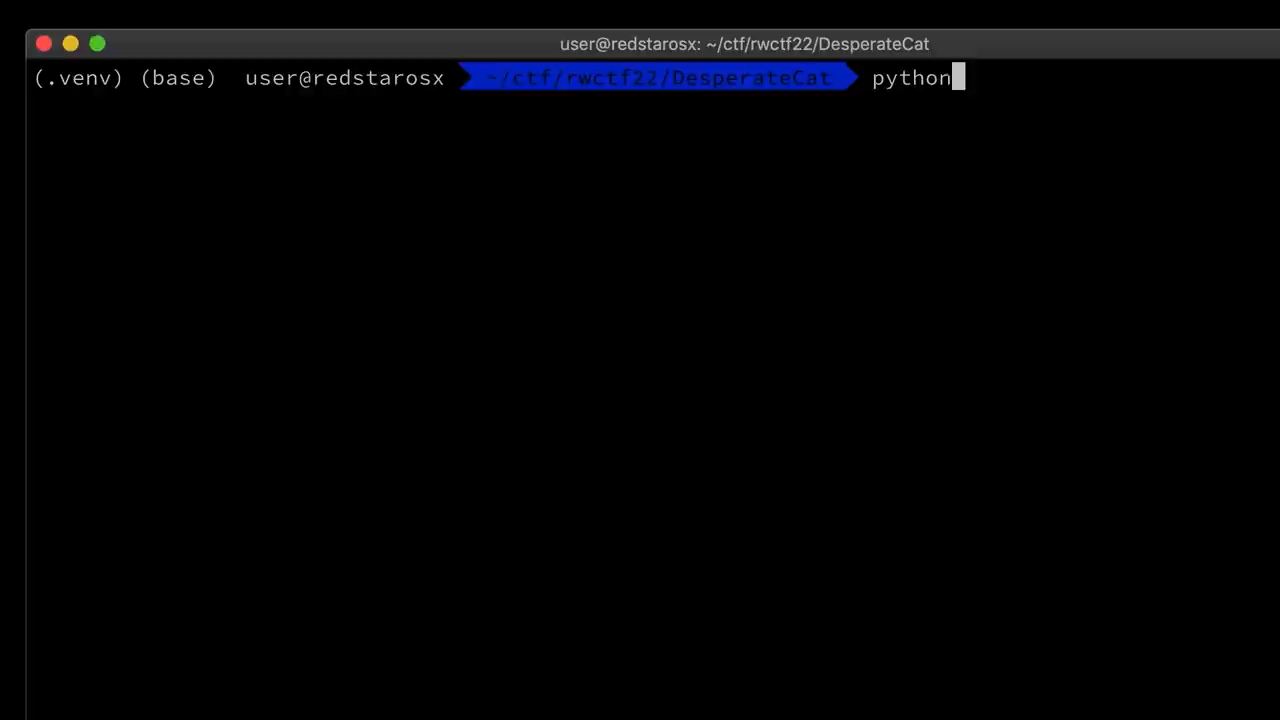 user@redstarosx: ~/ctf/rwctf22/DesperateCat
(.venv) (base) user@redstarosx ~/ctf/rwctf22/DesperateCat python